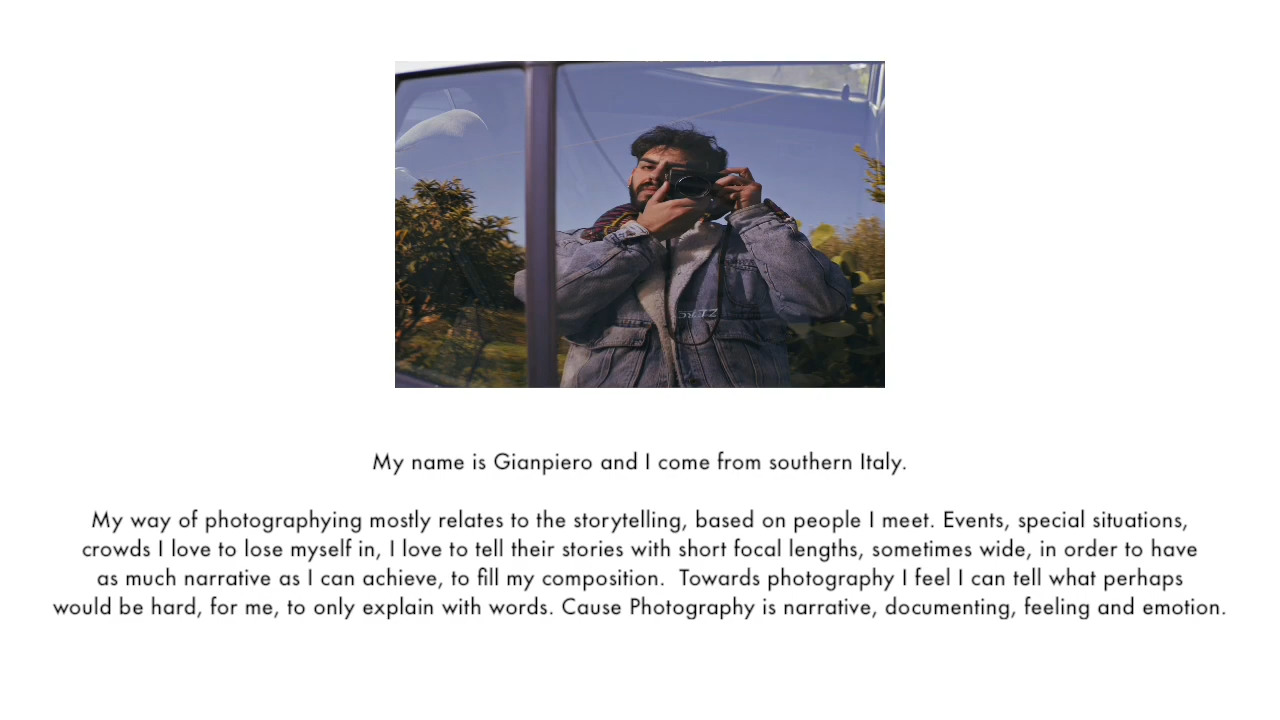 My name is Gianpiero and I come from southern Italy.
My way of photographying mostly relates to the storytelling, based on people I meet. Events, special situations,
crowds I love to lose myself in, I love to tell their stories with short focal lengths, sometimes wide, in order to have
as much narrative as I can achieve, to fill my composition.  Towards photography I feel I can tell what perhaps
would be hard, for me, to only explain with words. Cause Photography is narrative, documenting, feeling and emotion.